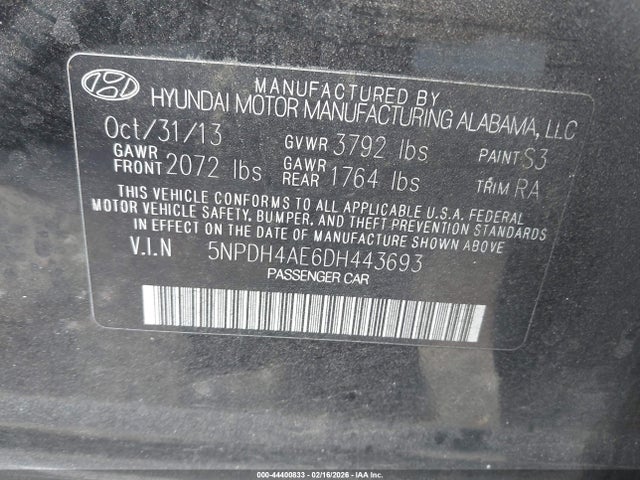 MANUFACTURED BY
HYUNDAI MOTOR MANUFACTURING ALABAMA, LLC
Oct/31/13 GVWR 3792 lbs PAINT S3
GAWR FRONT 2072 lbs GAWR REAR 1764 lbs TRIM RA
THIS VEHICLE CONFORMS TO ALL APPLICABLE U.S.A. FEDERAL
MOTOR VEHICLE SAFETY, BUMPER, AND THEFT PREVENTION STANDARDS
IN EFFECT ON THE DATE OF MANUFACTURE SHOWN ABOVE.
V.I.N 5NPDH4AE6DH443693
PASSENGER CAR
000-44400833 - 02/16/2026 - IAA Inc.